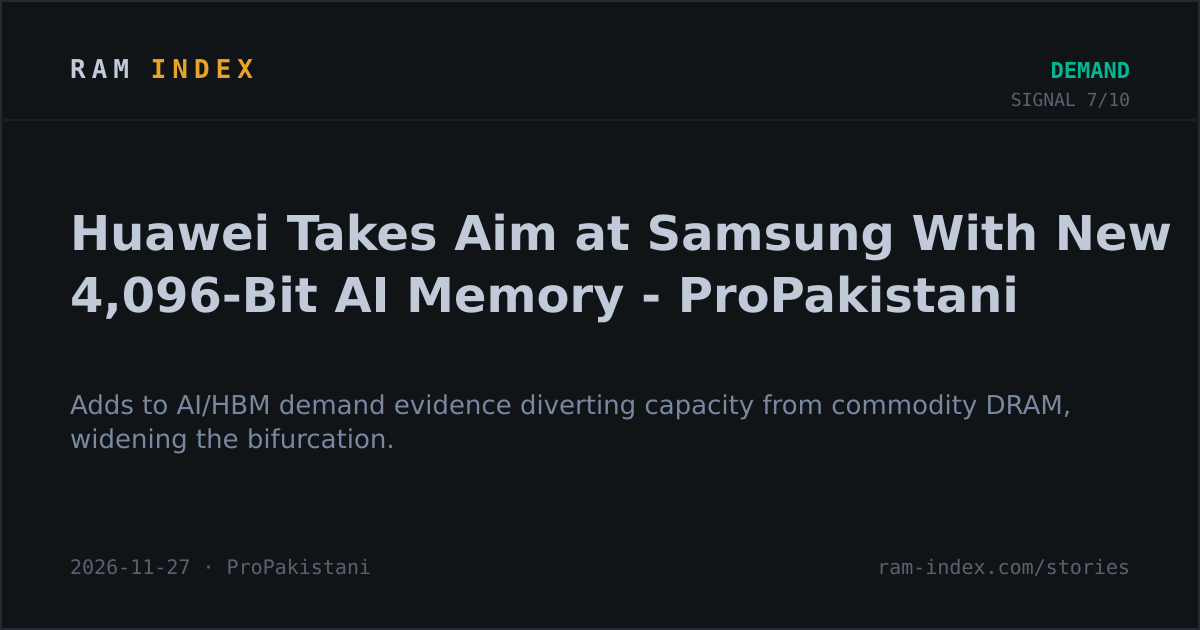 RAM INDEX
DEMAND
SIGNAL 7/10
Huawei Takes Aim at Samsung With New
4,096-Bit AI Memory - ProPakistani
Adds to AI/HBM demand evidence diverting capacity from commodity DRAM,
widening the bifurcation.
2026-11-27 · ProPakistani
ram-index.com/stories